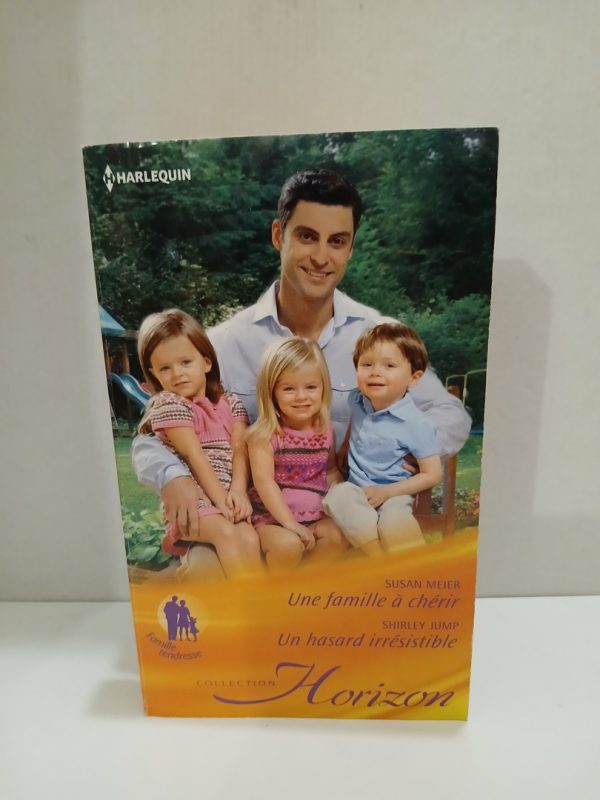 HARLEQUIN
SUSAN MEIER
Une famille à chérir
SHIRLEY JUMP
Un hasard irrésistible
Famille
tendresse
COLLECTION Horizon